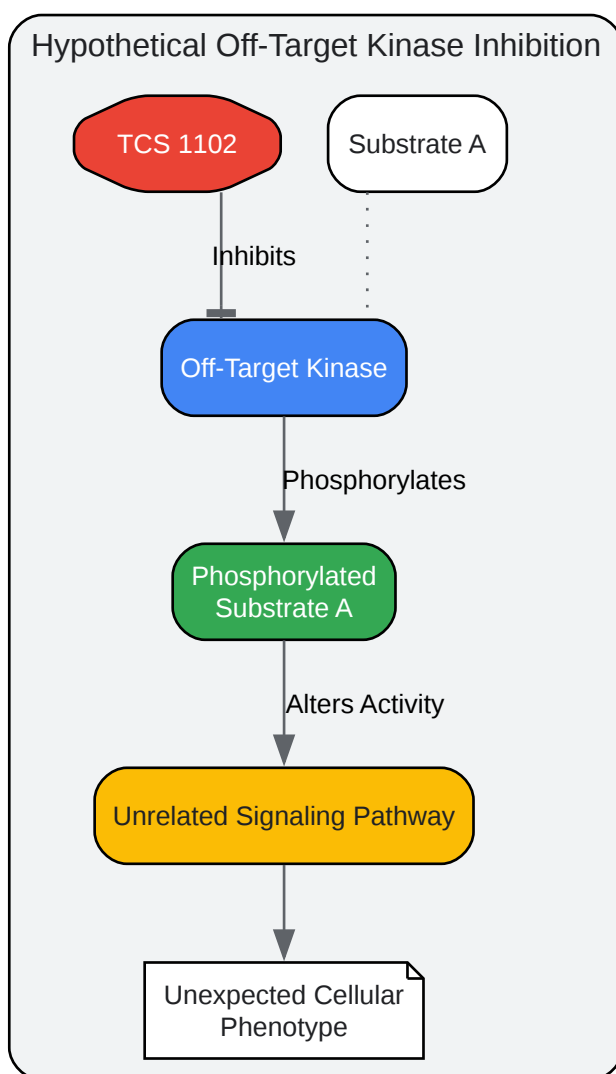 Hypothetical Off-Target Kinase Inhibition
TCS 1102
Substrate A
Inhibits
Off-Target Kinase
Phosphorylates
Phosphorylated
Substrate A
Alters Activity
Unrelated Signaling Pathway
Unexpected Cellular
Phenotype